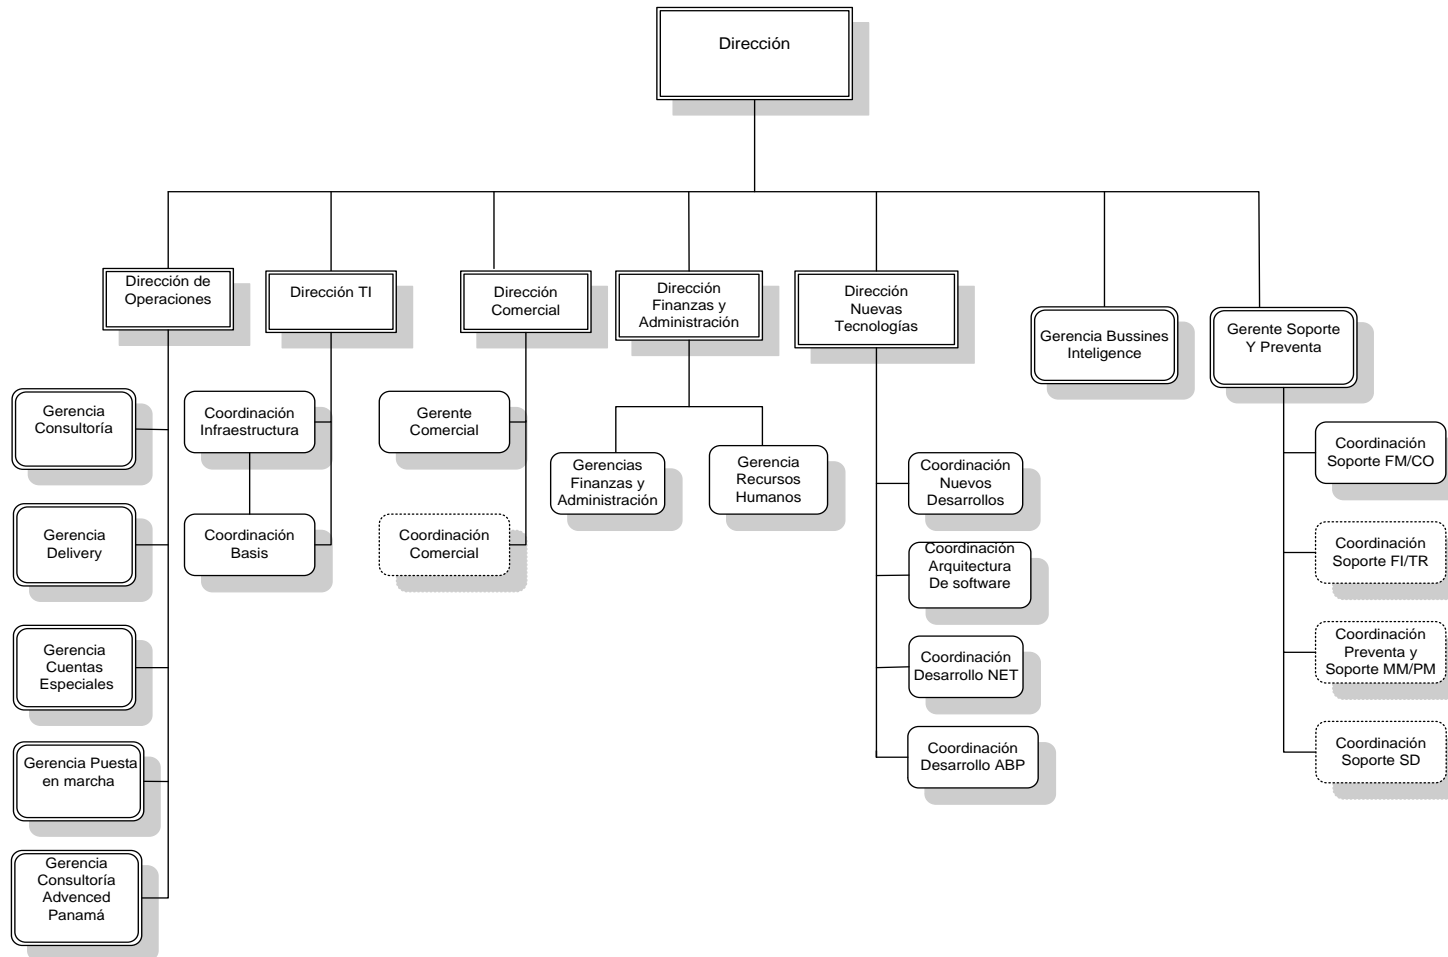 Dirección
Dirección de
Operaciones
Dirección TI
Dirección
Comercial
Dirección
Finanzas y
Administración
Dirección
Nuevas
Tecnologías
Gerencia Bussines
Inteligence
Gerente Soporte
Y Preventa
Gerencia
Consultoría
Gerencia
Delivery
Gerencia
Cuentas
Especiales
Gerencia Puesta
en marcha
Gerencia
Consultoría
Advenced
Panamá
Coordinación
Infraestructura
Coordinación
Basis
Gerente
Comercial
Coordinación
Comercial
Gerencias
Finanzas y
Administración
Gerencia
Recursos
Humanos
Coordinación
Nuevos
Desarrollos
Coordinación
Arquitectura
De software
Coordinación
Desarrollo NET
Coordinación
Desarrollo ABP
Coordinación
Soporte FM/CO
Coordinación
Soporte FI/TR
Coordinación
Preventa y
Soporte MM/PM
Coordinación
Soporte SD